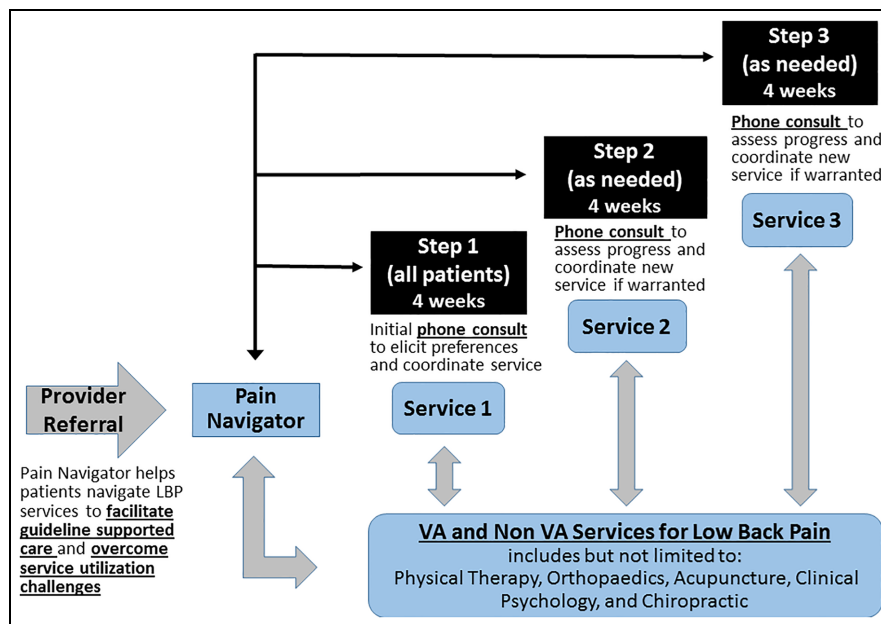 Step 3
(as needed)
4 weeks
Phone consult to
assess progress and
coordinate new
service if warranted
Service 3
Step 2
(as needed)
4 weeks
Phone consult to
assess progress and
coordinate new
service if warranted
Service 2
Step 1
(all patients)
4 weeks
Initial phone consult
to elicit preferences
and coordinate service
Service 1
Provider
Referral
Pain
Navigator
Pain Navigator helps
patients navigate LBP
services to facilitate
guideline supported
care and overcome
service utilization
challenges
VA and Non VA Services for Low Back Pain
includes but not limited to:
Physical Therapy, Orthopaedics, Acupuncture, Clinical
Psychology, and Chiropractic